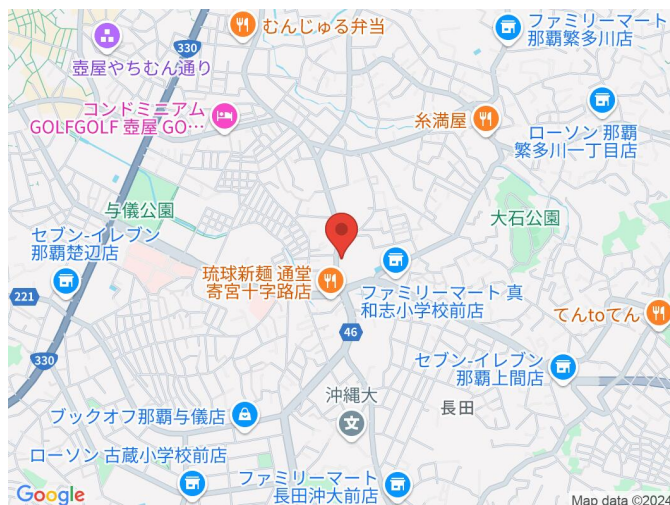 ファミリーマート
那覇繁多川店
むんじゅる弁当
330
壺屋やちむん通り
コンドミニアム
GOLFGOLF 壺屋 GO…
糸満屋
ローソン 那覇
繁多川一丁目店
与儀公園
大石公園
セブン-イレブン
那覇楚辺店
琉球新麺 通堂
寄宮十字路店
ファミリーマート 真
和志小学校前店
221
てんtoてん
46
330
セブン-イレブン
那覇上間店
沖縄大
長田
ブックオフ那覇与儀店
ローソン 古蔵小学校前店
ファミリーマート
長田沖大前店
Google
Map data ©2024